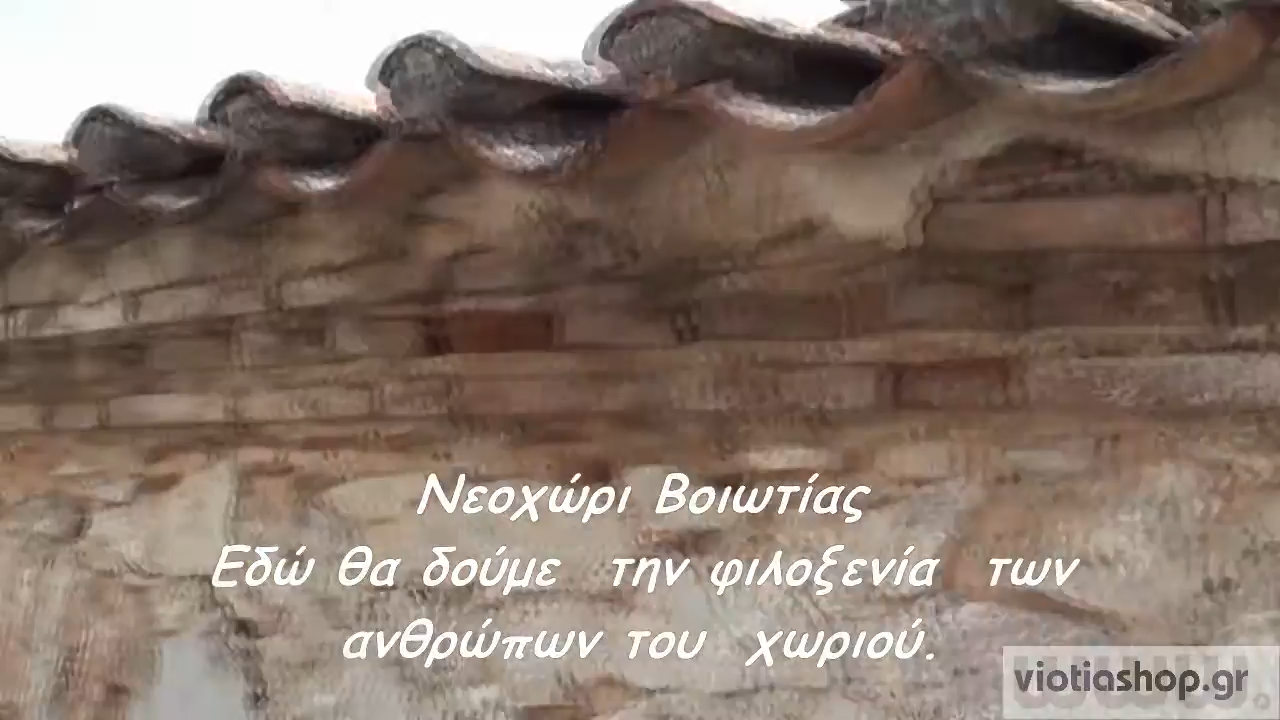 Νεοχώρι Βοιωτίας
Εδώ θα δούμε την φιλοξενία των
ανθρώπων του χωριού.
viotiashop.gr